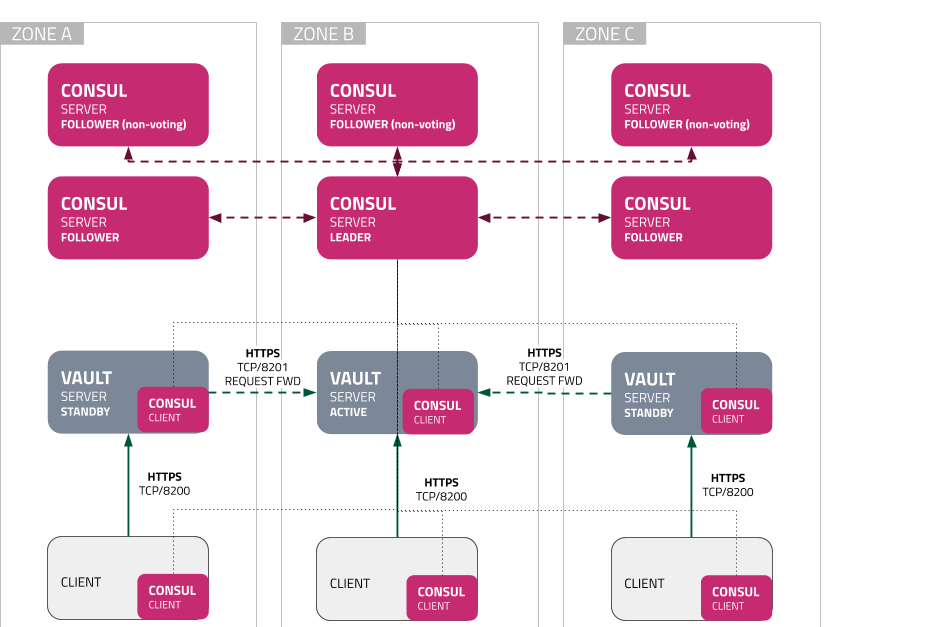 ZONE A
ZONE B
ZONE C
CONSUL
SERVER
FOLLOWER (non-voting)
CONSUL
SERVER
FOLLOWER (non-voting)
CONSUL
SERVER
FOLLOWER (non-voting)
CONSUL
SERVER
FOLLOWER
CONSUL
SERVER
LEADER
CONSUL
SERVER
FOLLOWER
VAULT
SERVER
STANDBY
CONSUL
CLIENT
HTTPS
TCP/8201
REQUEST FWD
VAULT
SERVER
ACTIVE
CONSUL
CLIENT
HTTPS
TCP/8201
REQUEST FWD
VAULT
SERVER
STANDBY
CONSUL
CLIENT
HTTPS
TCP/8200
HTTPS
TCP/8200
HTTPS
TCP/8200
CLIENT
CONSUL
CLIENT
CLIENT
CONSUL
CLIENT
CLIENT
CONSUL
CLIENT